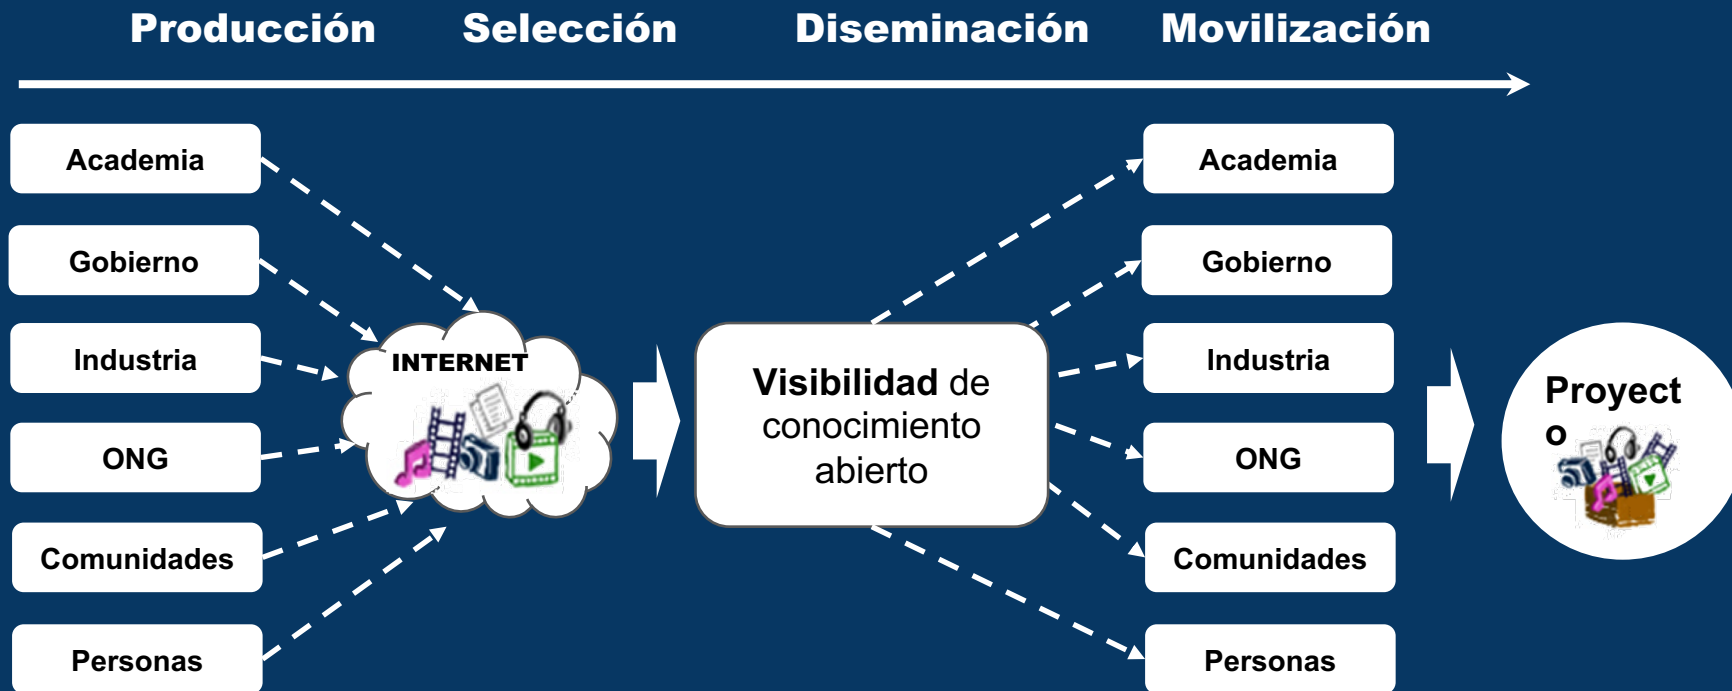 Producción Selección Diseminación Movilización
Academia
Gobierno
Industria
ONG
Comunidades
Personas
INTERNET
Visibilidad de
conocimiento
abierto
Academia
Gobierno
Industria
ONG
Comunidades
Personas
Proyect
o